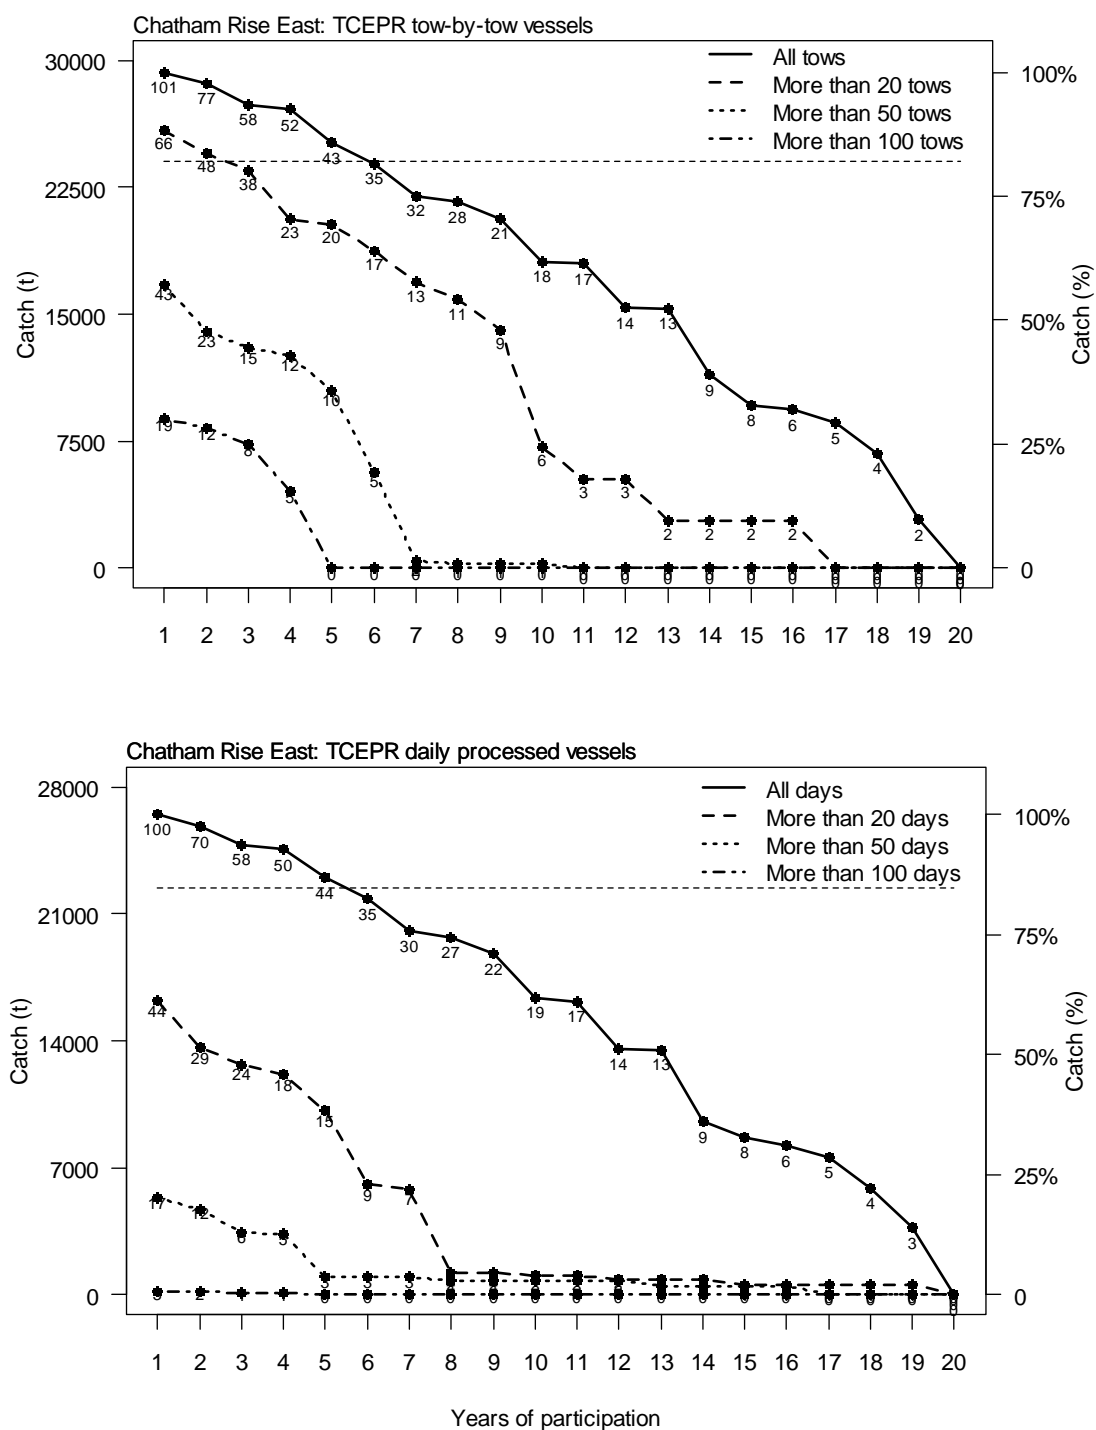 Chatham Rise East: TCEPR tow-by-tow vessels
All tows
More than 20 tows
More than 50 tows
More than 100 tows
30000
22500
15000
7500
0
Catch (t)
100%
75%
50%
25%
0
Catch (%)
101 77 58 52 43 35 32 28 21 18 17 14 13 9 8 6 5 4 2
66 48 38 23 20 17 13 11 9 6 3 3 2 2 2 2
43 23 15 12 10 5
19 12 8 5 0 0
1 2 3 4 5 6 7 8 9 10 11 12 13 14 15 16 17 18 19 20
Chatham Rise East: TCEPR daily processed vessels
All days
More than 20 days
More than 50 days
More than 100 days
28000
21000
14000
7000
0
Catch (t)
100%
75%
50%
25%
0
Catch (%)
100 70 58 50 44 35 30 27 22 19 17 14 13 9 8 6 5 4 3
44 29 24 18 15 9 7
17 12 6 5 3 3 3
1 2 3 4 5 6 7 8 9 10 11 12 13 14 15 16 17 18 19 20
Years of participation